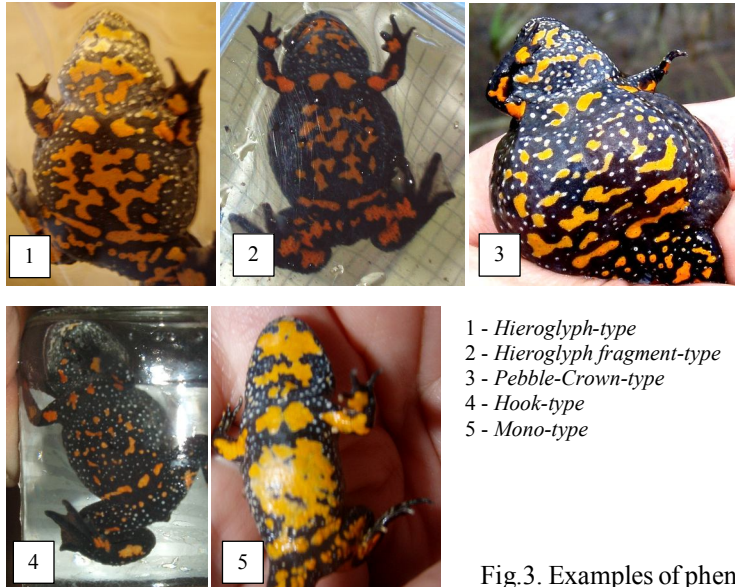 1
2
3
1 - Hieroglyph-type
2 - Hieroglyph fragment-type
3 - Pebble-Crown-type
4 - Hook-type
5 - Mono-type
4
5
Fig.3. Examples of phen